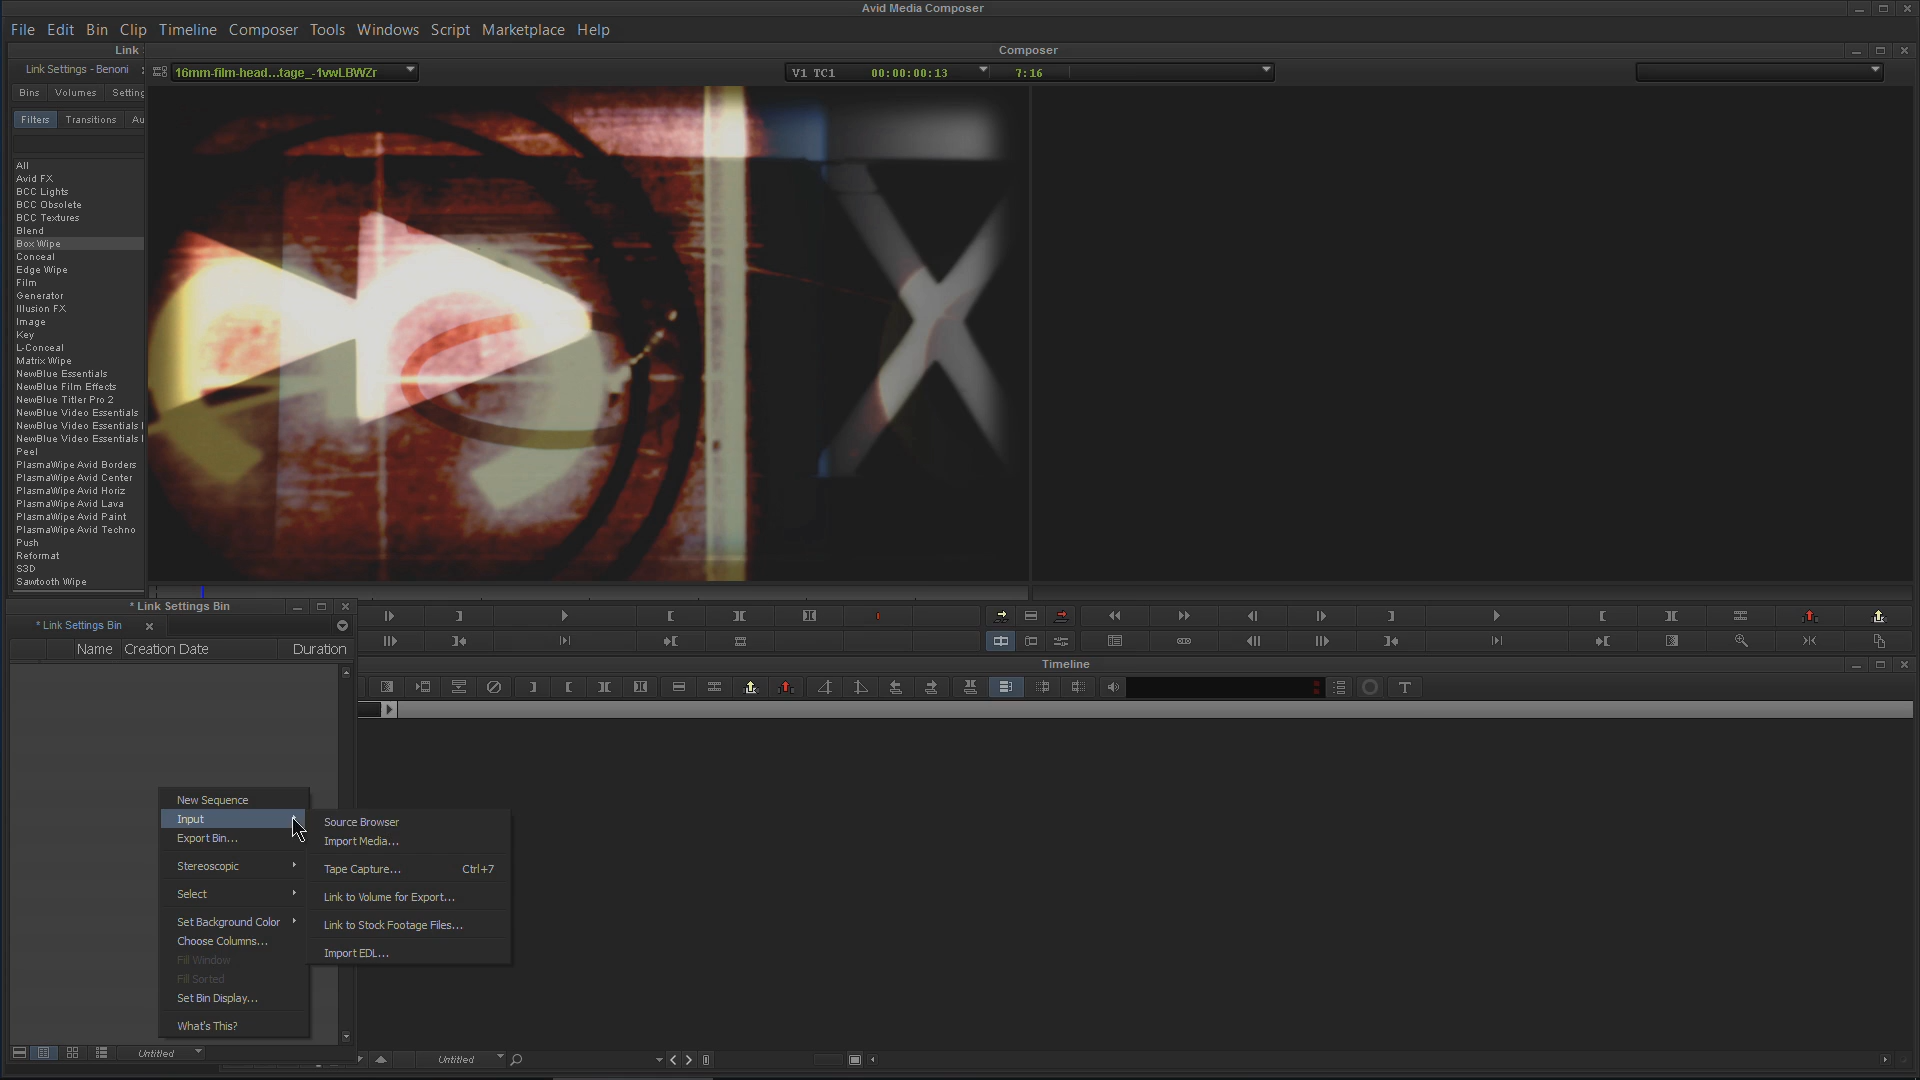 Avid Media Composer
File Edit Bin Clip Timeline Composer Tools Windows Script Marketplace Help
Link
Composer
Link Settings - Benoni
16mm-film-head...tage_-1vwLBWZr
V1 TC1 00:00:00:13 7:16
Bins Volumes Setting
Filters Transitions Au
All
Avid FX
BCC Lights
BCC Obsolete
BCC Textures
Blend
Box Wipe
Conceal
Edge Wipe
Film
Generator
Illusion FX
Image
Key
L-Conceal
Matrix Wipe
NewBlue Essentials
NewBlue Film Effects
NewBlue Titler Pro 2
NewBlue Video Essentials
NewBlue Video Essentials I
NewBlue Video Essentials I
Peel
PlasmaWipe Avid Borders
PlasmaWipe Avid Center
PlasmaWipe Avid Horiz
PlasmaWipe Avid Lava
PlasmaWipe Avid Paint
PlasmaWipe Avid Techno
Push
Reformat
S3D
Sawtooth Wipe
* Link Settings Bin
* Link Settings Bin
Name Creation Date Duration
Timeline
New Sequence
Input
Export Bin...
Stereoscopic
Select
Set Background Color
Choose Columns...
Fill Window
Fill Sorted
Set Bin Display...
What's This?
Source Browser
Import Media...
Tape Capture... Ctrl+7
Link to Volume for Export...
Link to Stock Footage Files...
Import EDL...
Untitled
Untitled